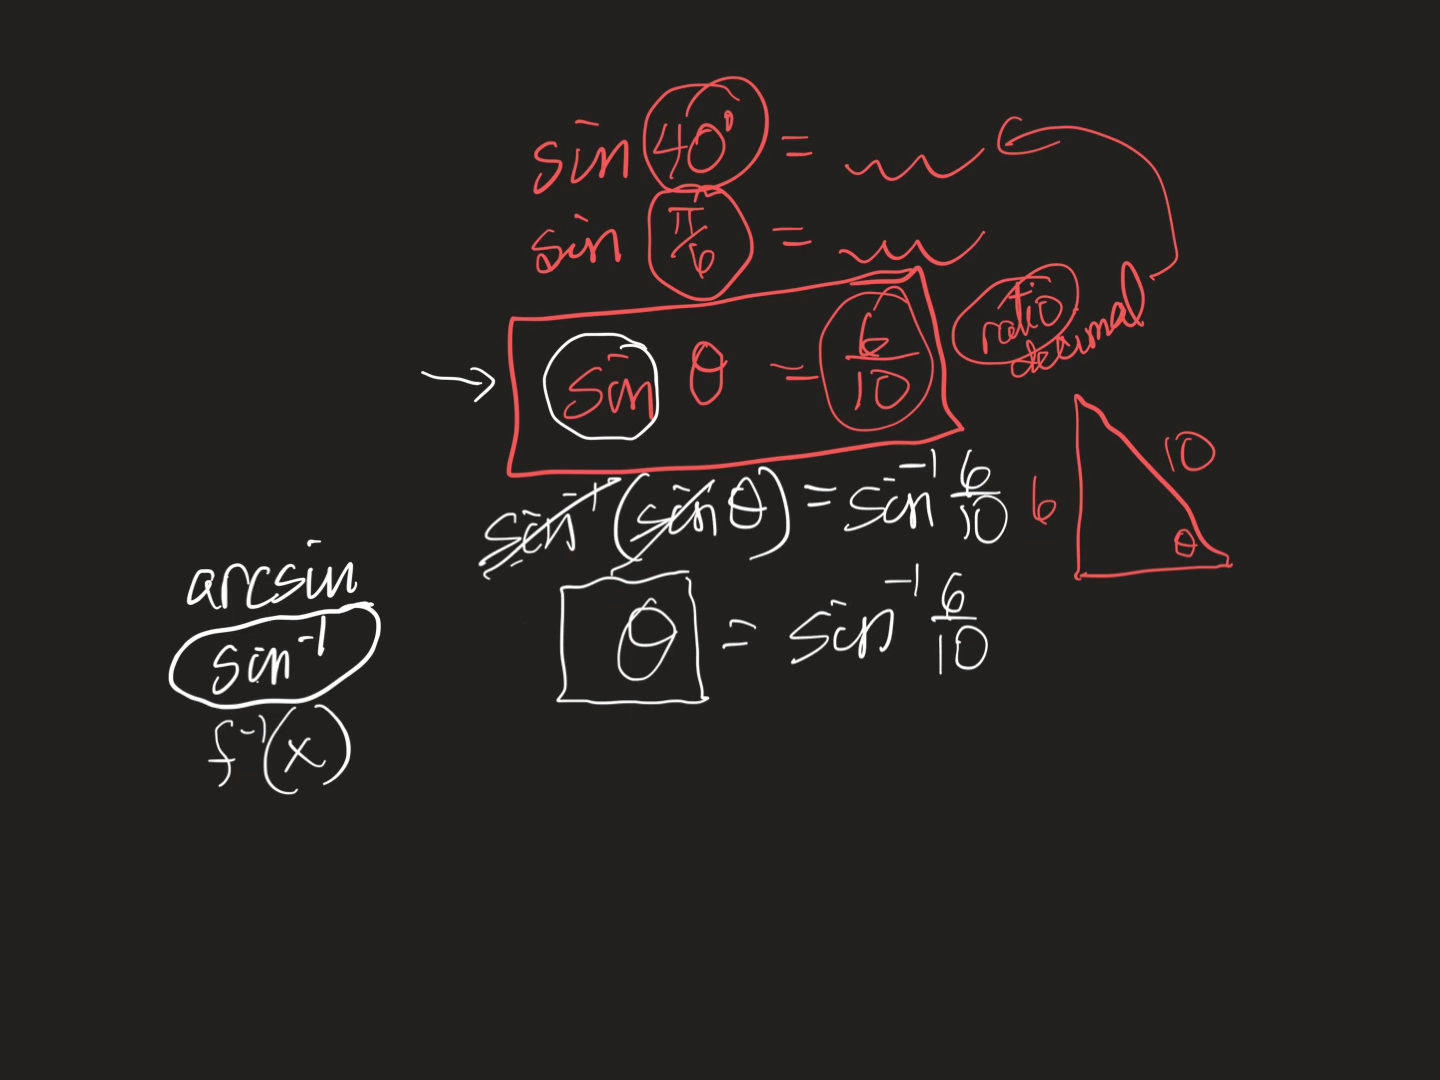 sin 40° =
sin π/6 =
ratio
decimal
sin θ = 6/10
10
6
θ
sin⁻¹(sin θ) = sin⁻¹ 6/10
arcsin
θ = sin⁻¹ 6/10
sin⁻¹
f⁻¹(x)